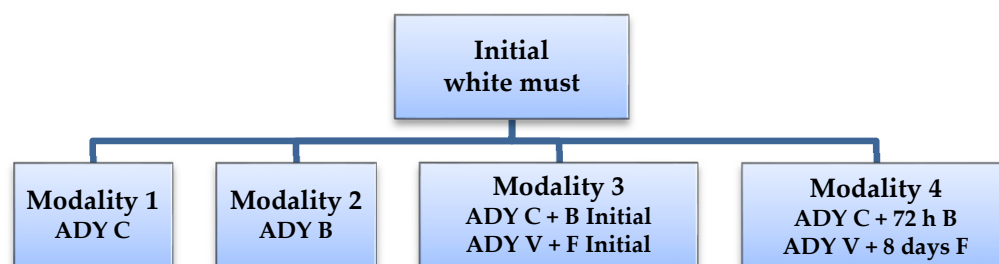 Initial
white must
Modality 1
ADY C
Modality 2
ADY B
Modality 3
ADY C + B Initial
ADY V + F Initial
Modality 4
ADY C + 72 h B
ADY V + 8 days F